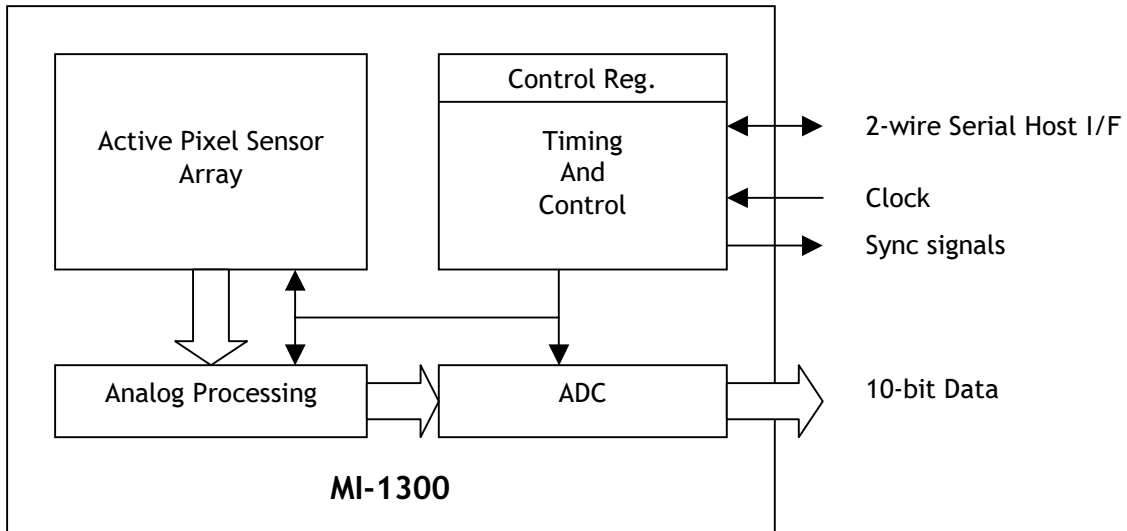 Control Reg.
Active Pixel Sensor
Array
Timing
And
Control
2-wire Serial Host I/F
Clock
Sync signals
Analog Processing
ADC
10-bit Data
MI-1300